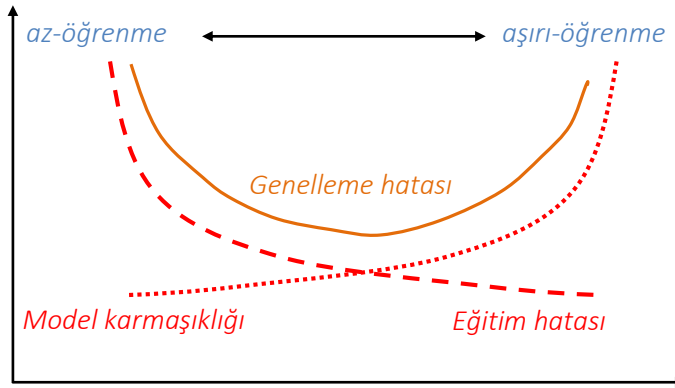 az-öğrenme
aşırı-öğrenme
Genelleme hatası
Model karmaşıklığı
Eğitim hatası